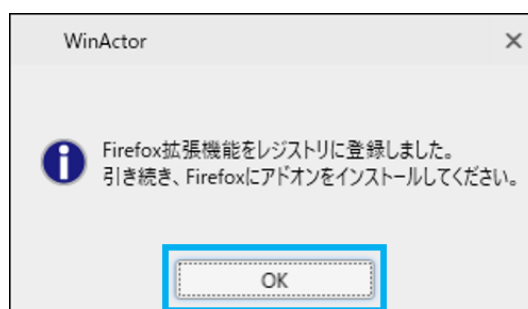 WinActor
Firefox拡張機能をレジストリに登録しました。
引き続き、Firefoxにアドオンをインストールしてください。
OK